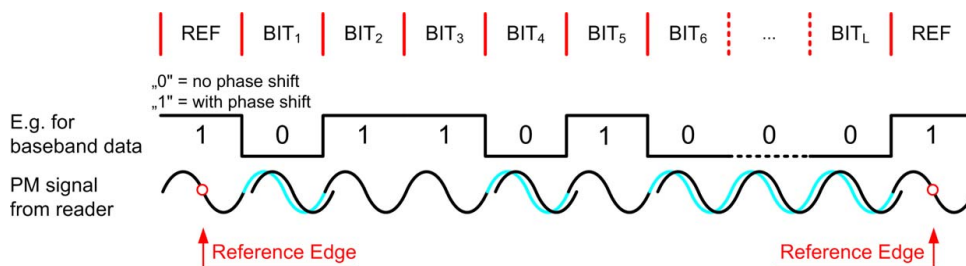 REF BIT₁ BIT₂ BIT₃ BIT₄ BIT₅ BIT₆ ... BIT_L REF
„0" = no phase shift
„1" = with phase shift
E.g. for
baseband data
1 0 1 1 0 1 0 0 0 1
PM signal
from reader
Reference Edge Reference Edge